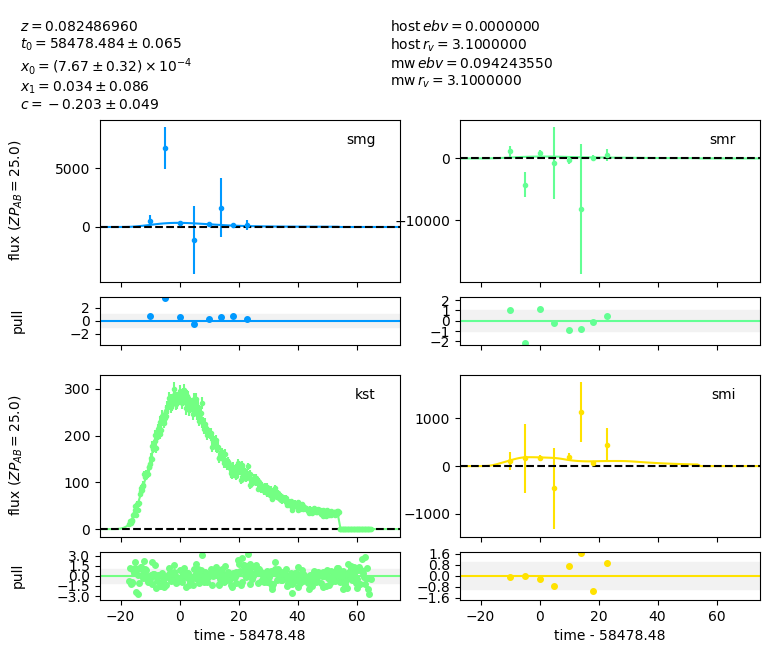 z = 0.082486960
t₀ = 58478.484 ± 0.065
x₀ = (7.67 ± 0.32) × 10⁻⁴
x₁ = 0.034 ± 0.086
c = −0.203 ± 0.049
host ebv = 0.0000000
host r_v = 3.1000000
mw ebv = 0.094243550
mw r_v = 3.1000000
smg
flux (ZP_AB = 25.0)
5000
0
smr
0
−10000
pull
2
0
−2
2
1
0
−1
−2
kst
flux (ZP_AB = 25.0)
300
200
100
0
smi
1000
0
−1000
pull
3.0
1.5
0.0
−1.5
−3.0
−20 0 20 40 60
time - 58478.48
1.6
0.8
0.0
−0.8
−1.6
−20 0 20 40 60
time - 58478.48